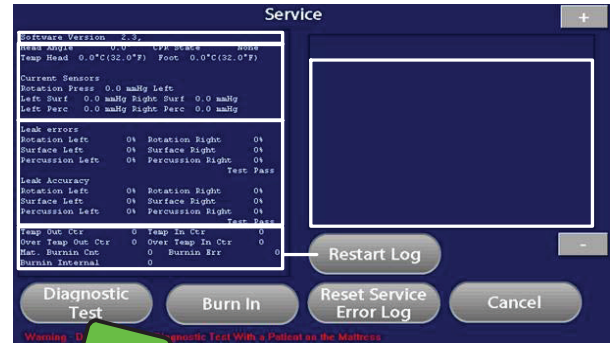 Service
+
Software Version 2.3,
Head Angle 0.0° CPR State None
Temp Head 0.0°C(32.0°F) Foot 0.0°C(32.0°F)
Current Sensors
Rotation Press 0.0 mmHg Left
Left Surf 0.0 mmHg Right Surf 0.0 mmHg
Left Perc 0.0 mmHg Right Perc 0.0 mmHg
Leak errors
Rotation Left 0% Rotation Right 0%
Surface Left 0% Surface Right 0%
Percussion Left 0% Percussion Right 0%
Test Pass
Leak Accuracy
Rotation Left 0% Rotation Right 0%
Surface Left 0% Surface Right 0%
Percussion Left 0% Percussion Right 0%
Test Pass
Temp Out Ctr 0 Temp In Ctr 0
Over Temp Out Ctr 0 Over Temp In Ctr 0
Mat. Burnin Cnt 0 Burnin Err 0
Burnin Internal 0
Restart Log
-
Diagnostic
Test
Burn In
Reset Service
Error Log
Cancel
Warning Diagnostic Test With a Patient on the Mattress